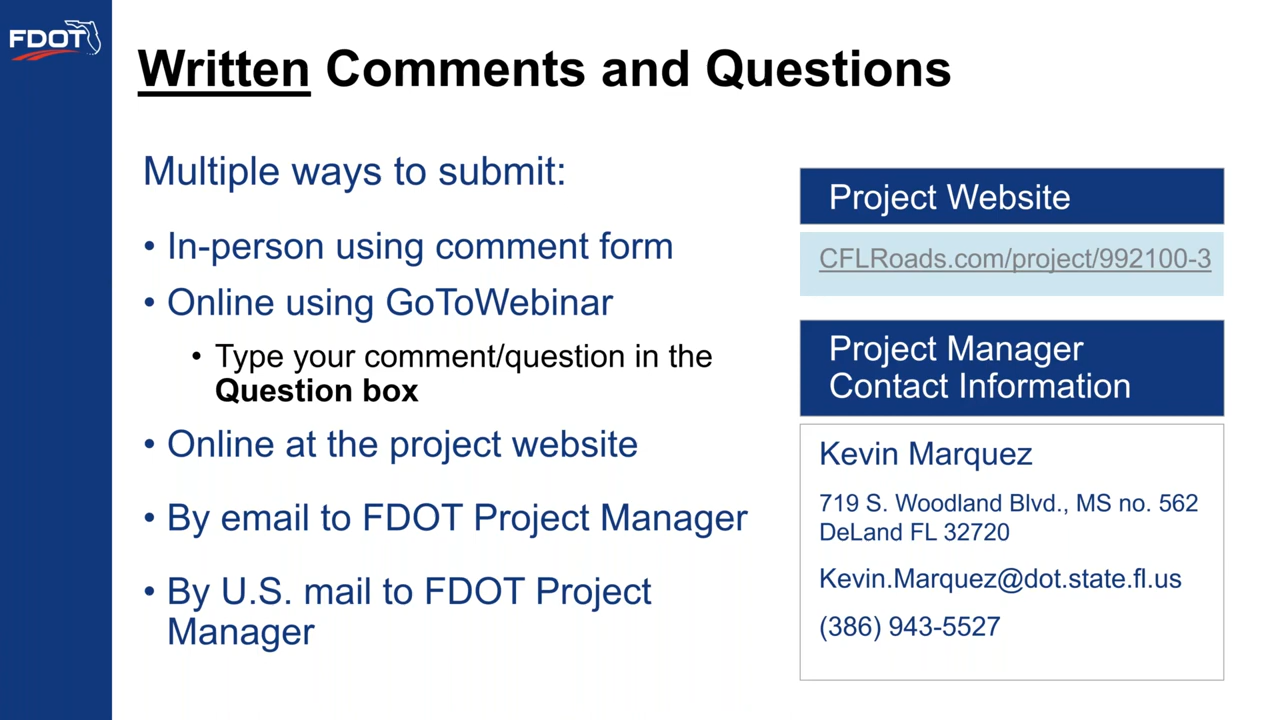 FDOT
Written Comments and Questions
Multiple ways to submit:
• In-person using comment form
• Online using GoToWebinar
• Type your comment/question in the
Question box
• Online at the project website
• By email to FDOT Project Manager
• By U.S. mail to FDOT Project
Manager
Project Website
CFLRoads.com/project/992100-3
Project Manager
Contact Information
Kevin Marquez
719 S. Woodland Blvd., MS no. 562
DeLand FL 32720
Kevin.Marquez@dot.state.fl.us
(386) 943-5527